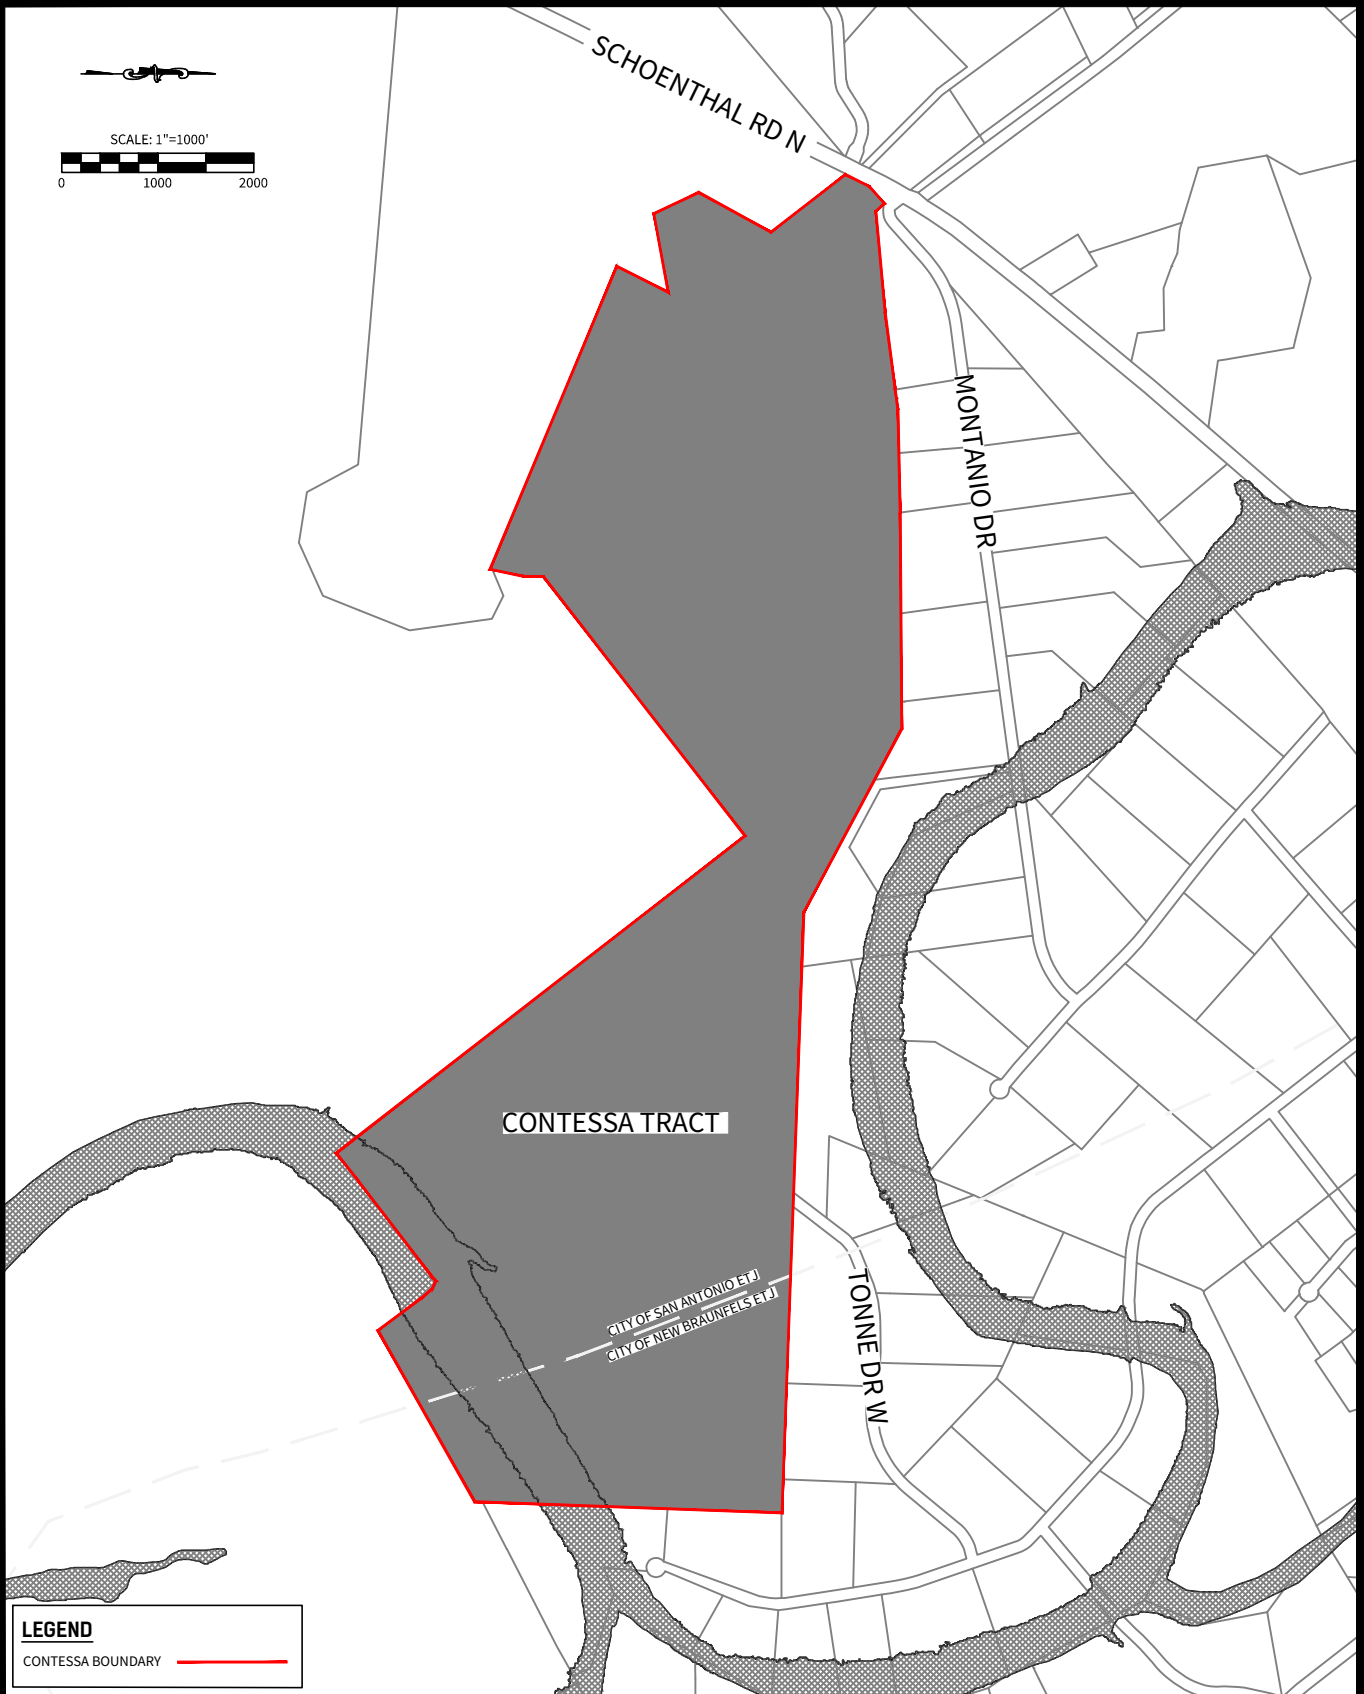 SCHOENTHAL RD N
SCALE: 1"=1000'
0 1000 2000
MONTANIO DR
CONTESSA TRACT
CITY OF SAN ANTONIO ETJ
CITY OF NEW BRAUNFELS ETJ
TONNE DR W
LEGEND
CONTESSA BOUNDARY